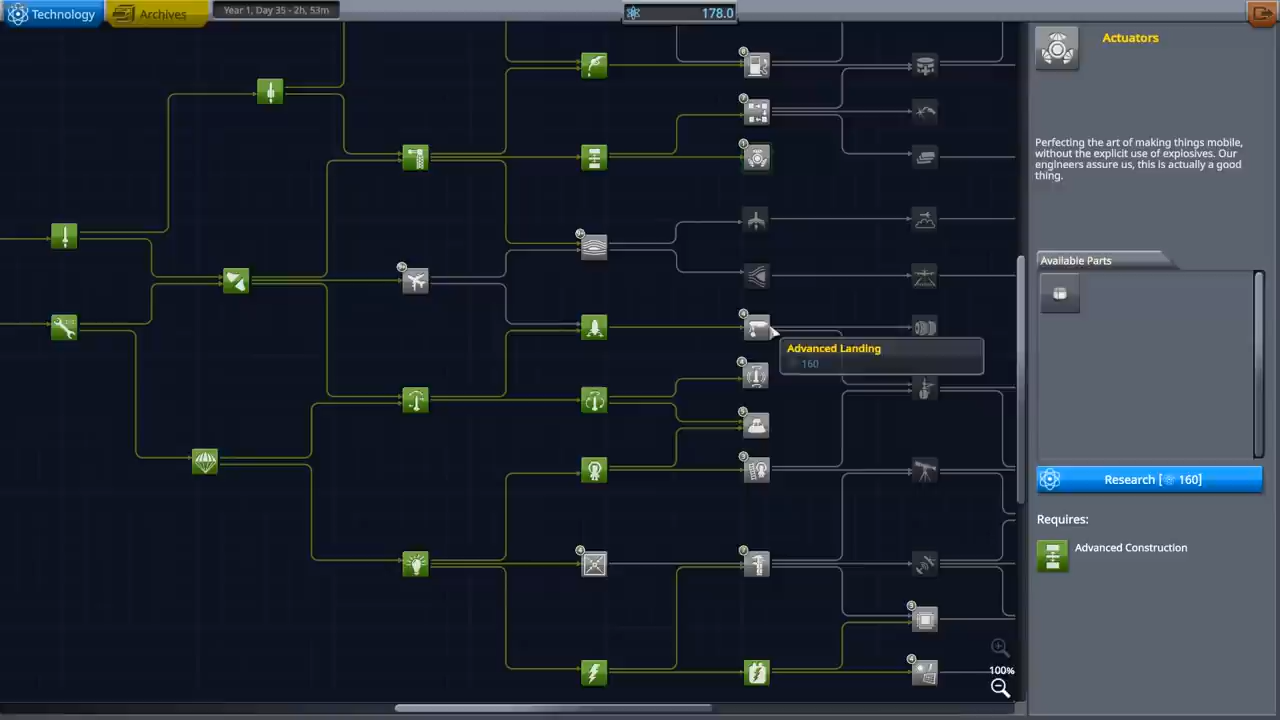 Technology
Archives
Year 1, Day 35 - 2h, 53m
178.0
Actuators
Perfecting the art of making things mobile,
without the explicit use of explosives. Our
engineers assure us, this is actually a good
thing.
Available Parts
Advanced Landing
160
Research [ 160]
Requires:
Advanced Construction
100%